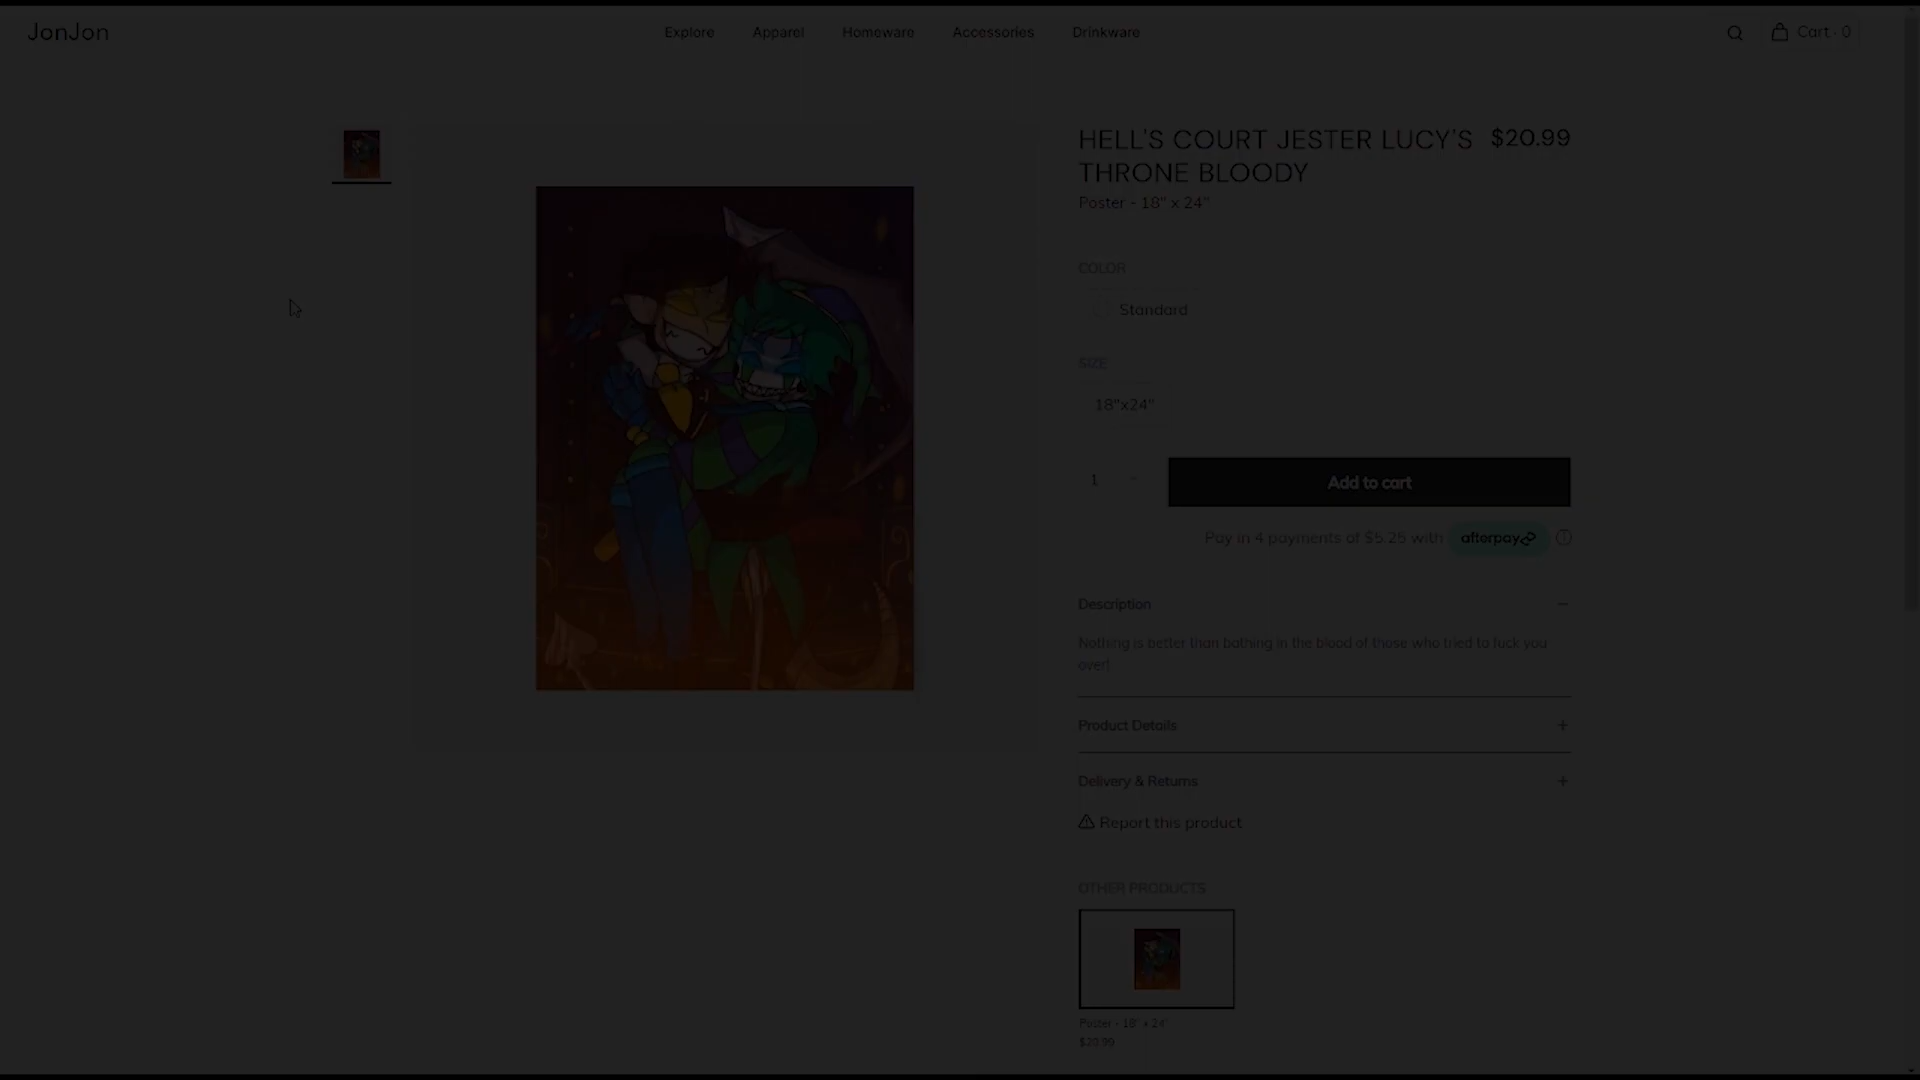 JonJon
Explore
Apparel
Homeware
Accessories
Drinkware
Cart · 0
HELL'S COURT JESTER LUCY'S $20.99
THRONE BLOODY
Poster - 18" x 24"
COLOR
Standard
SIZE
18"x24"
1
Add to cart
Pay in 4 payments of $5.25 with afterpay
Description
Nothing is better than bathing in the blood of those who tried to fuck you
over!
Product Details
Delivery & Returns
Report this product
OTHER PRODUCTS
Poster - 18" x 24"
$20.99